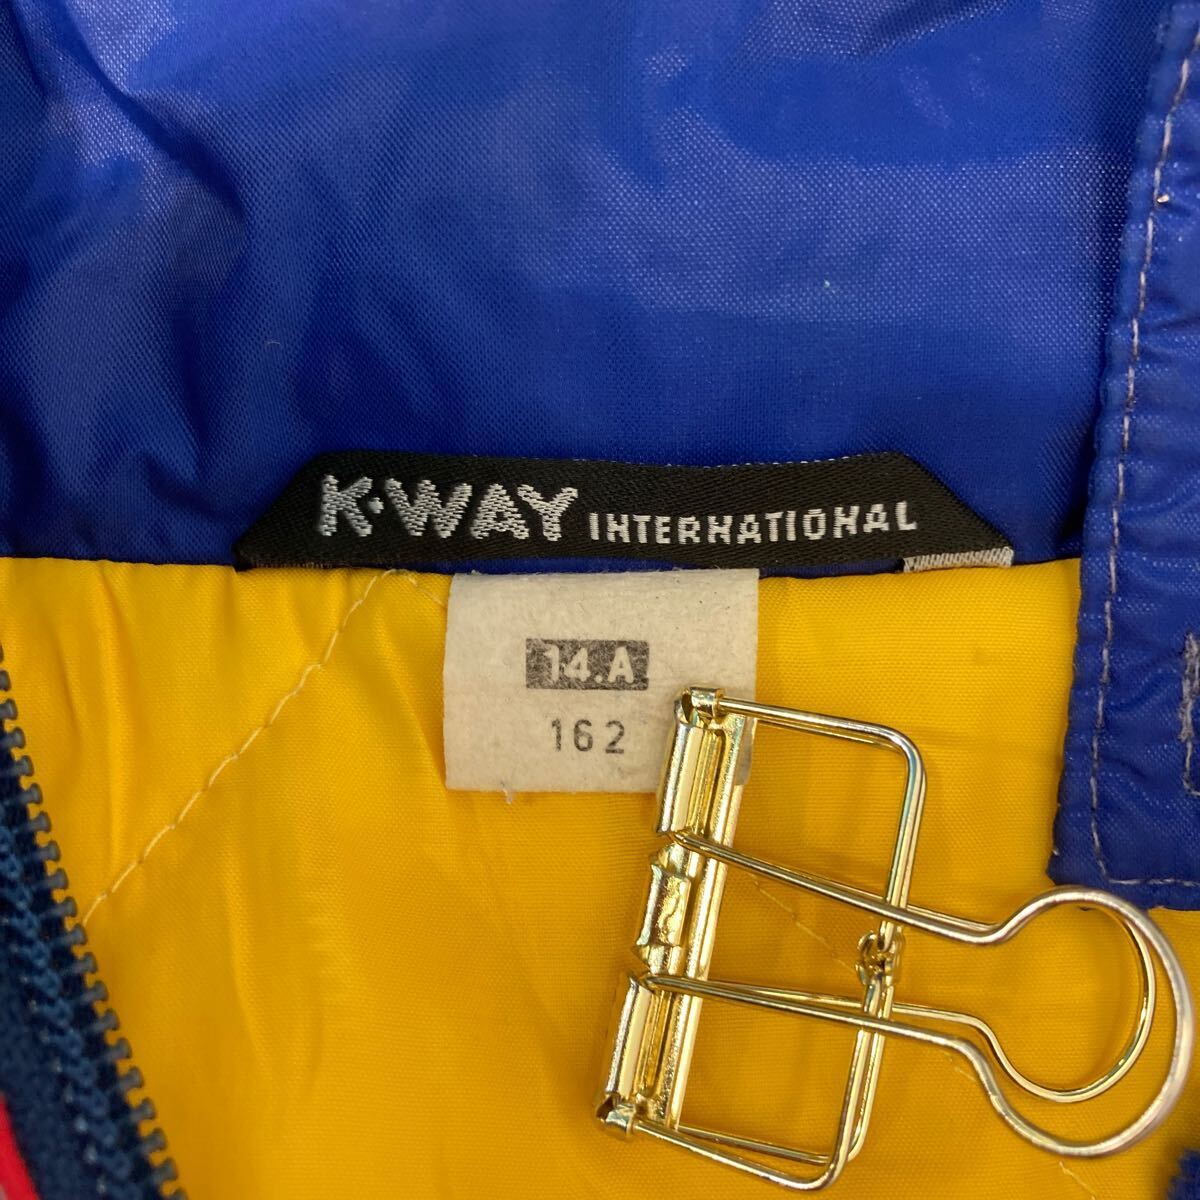 K·WAY INTERNATIONAL
14.A
162